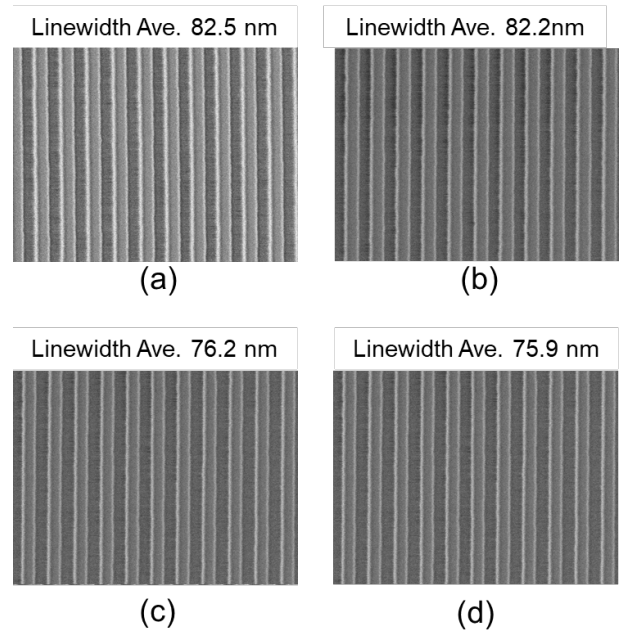 Linewidth Ave. 82.5 nm
Linewidth Ave. 82.2nm
(a)
(b)
Linewidth Ave. 76.2 nm
Linewidth Ave. 75.9 nm
(c)
(d)